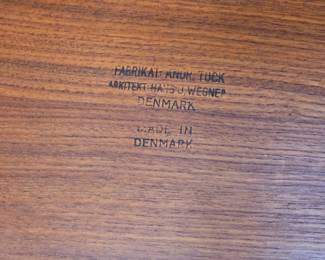 FABRIKAT: ANDR. TUCK
ARKITEKT HANS J. WEGNER
DENMARK
MADE IN
DENMARK